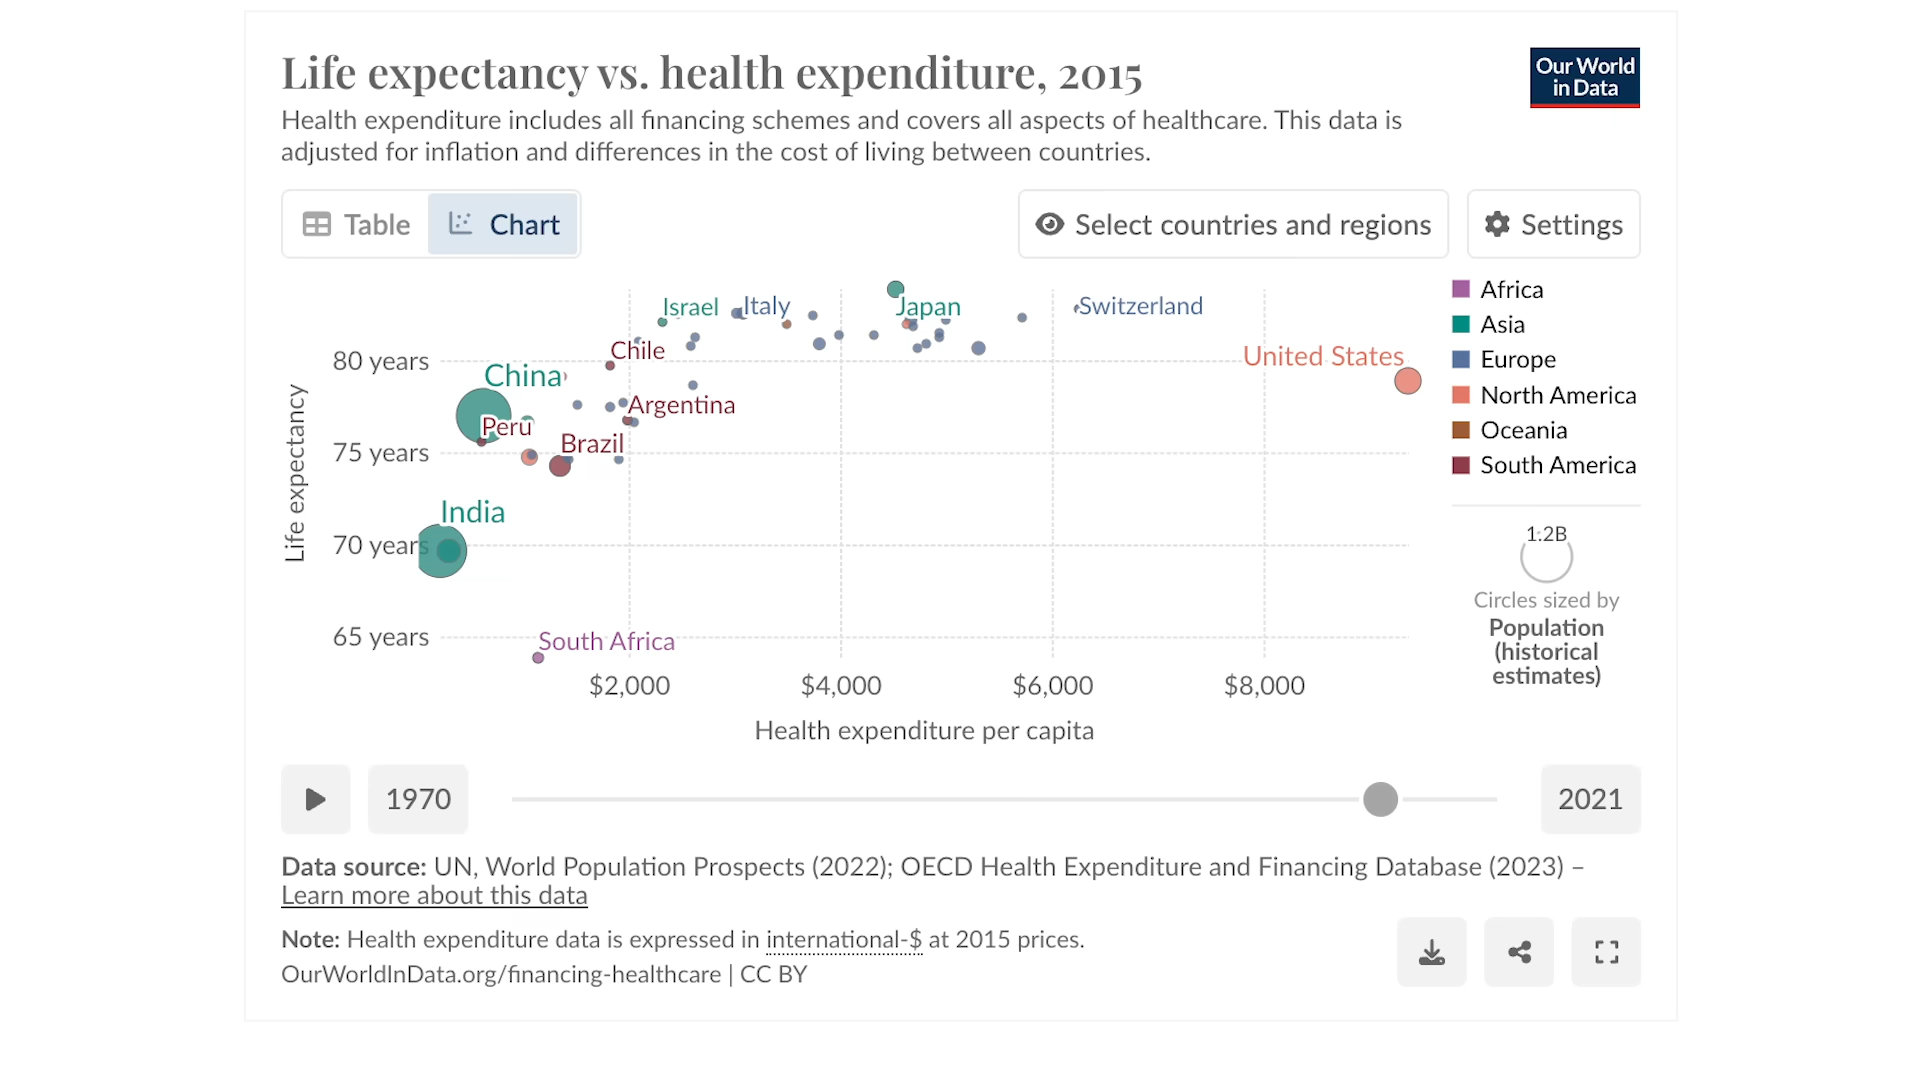 Life expectancy vs. health expenditure, 2015
Our World
in Data
Health expenditure includes all financing schemes and covers all aspects of healthcare. This data is
adjusted for inflation and differences in the cost of living between countries.
Table
Chart
Select countries and regions
Settings
Life expectancy
80 years
75 years
70 years
65 years
Israel
Italy
Japan
Switzerland
Chile
United States
China
Argentina
Peru
Brazil
India
South Africa
$2,000
$4,000
$6,000
$8,000
Health expenditure per capita
Africa
Asia
Europe
North America
Oceania
South America
1.2B
Circles sized by
Population
(historical
estimates)
1970
2021
Data source: UN, World Population Prospects (2022); OECD Health Expenditure and Financing Database (2023) –
Learn more about this data
Note: Health expenditure data is expressed in international-$ at 2015 prices.
OurWorldInData.org/financing-healthcare | CC BY